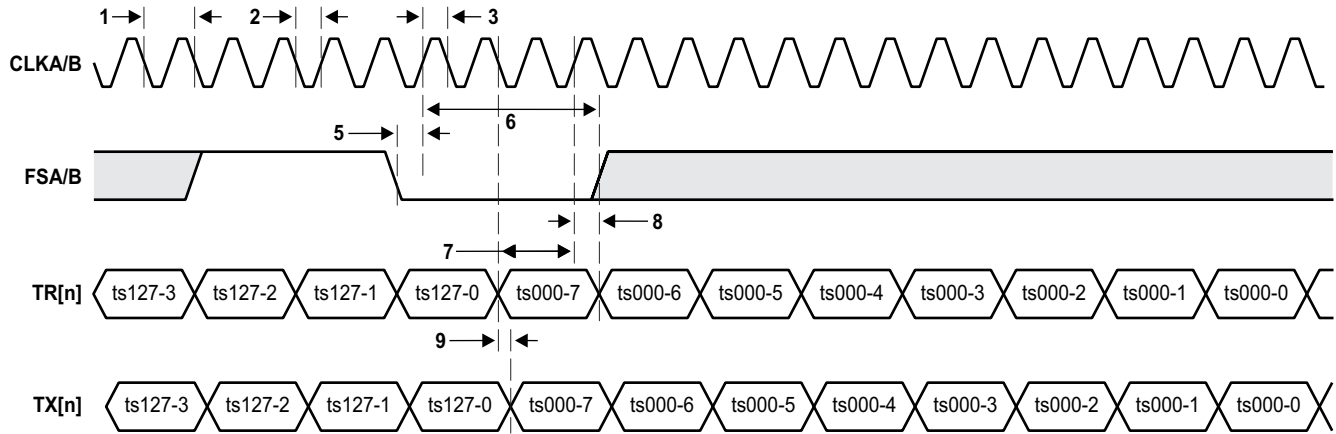 1 2 3
CLKA/B
6
5
FSA/B
8
7
TR[n] ts127-3 ts127-2 ts127-1 ts127-0 ts000-7 ts000-6 ts000-5 ts000-4 ts000-3 ts000-2 ts000-1 ts000-0
9
TX[n] ts127-3 ts127-2 ts127-1 ts127-0 ts000-7 ts000-6 ts000-5 ts000-4 ts000-3 ts000-2 ts000-1 ts000-0